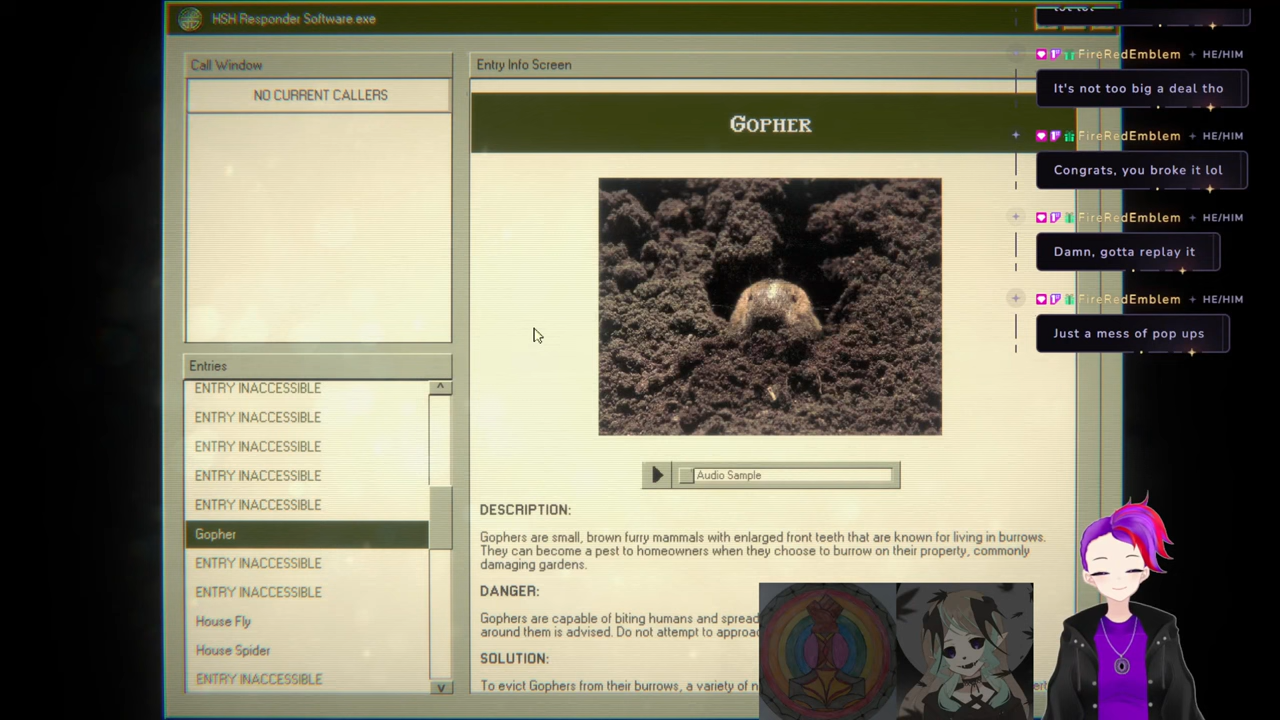 HSH Responder Software.exe
Call Window
NO CURRENT CALLERS
Entries
ENTRY INACCESSIBLE
ENTRY INACCESSIBLE
ENTRY INACCESSIBLE
ENTRY INACCESSIBLE
ENTRY INACCESSIBLE
Gopher
ENTRY INACCESSIBLE
ENTRY INACCESSIBLE
House Fly
House Spider
ENTRY INACCESSIBLE
Entry Info Screen
GOPHER
Audio Sample
DESCRIPTION:
Gophers are small, brown furry mammals with enlarged front teeth that are known for living in burrows.
They can become a pest to homeowners when they choose to burrow on their property, commonly
damaging gardens.
DANGER:
Gophers are capable of biting humans and spread
around them is advised. Do not attempt to
SOLUTION:
To evict Gophers from their burrows, a variety of
FireRedEmblem HE/HIM
It's not too big a deal tho
FireRedEmblem HE/HIM
Congrats, you broke it lol
FireRedEmblem HE/HIM
Damn, gotta replay it
FireRedEmblem HE/HIM
Just a mess of pop ups